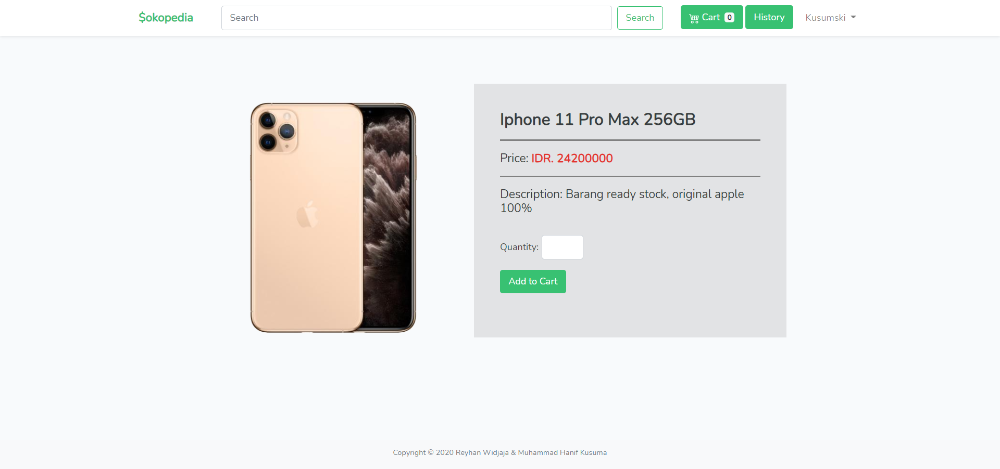 $okopedia
Search
Search
Cart 0
History
Kusumski
Iphone 11 Pro Max 256GB
Price: IDR. 24200000
Description: Barang ready stock, original apple
100%
Quantity:
Add to Cart
Copyright © 2020 Reyhan Widjaja & Muhammad Hanif Kusuma